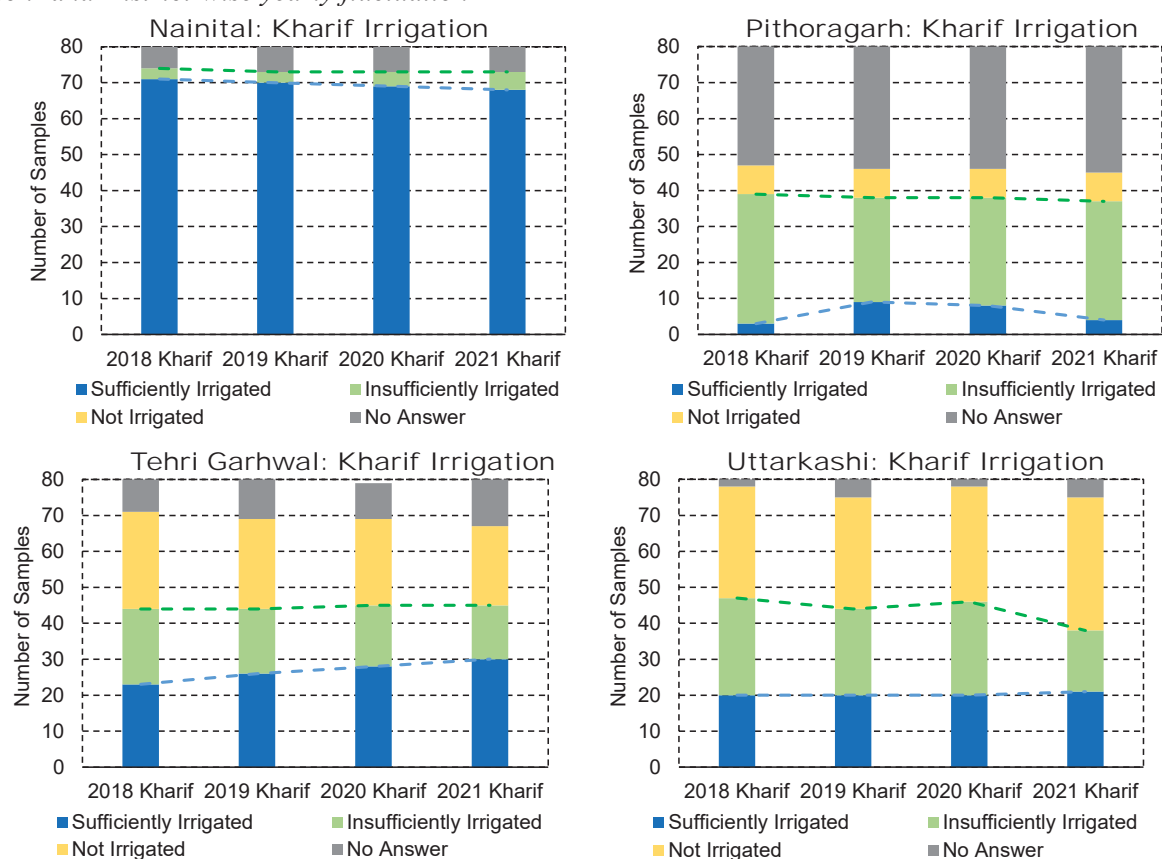 Nainital: Kharif Irrigation
80
70
60
50
40
30
20
10
0
Number of Samples
2018 Kharif 2019 Kharif 2020 Kharif 2021 Kharif
Sufficiently Irrigated Insufficiently Irrigated
Not Irrigated No Answer
Pithoragarh: Kharif Irrigation
80
70
60
50
40
30
20
10
0
Number of Samples
2018 Kharif 2019 Kharif 2020 Kharif 2021 Kharif
Sufficiently Irrigated Insufficiently Irrigated
Not Irrigated No Answer
Tehri Garhwal: Kharif Irrigation
80
70
60
50
40
30
20
10
0
Number of Samples
2018 Kharif 2019 Kharif 2020 Kharif 2021 Kharif
Sufficiently Irrigated Insufficiently Irrigated
Not Irrigated No Answer
Uttarkashi: Kharif Irrigation
80
70
60
50
40
30
20
10
0
Number of Samples
2018 Kharif 2019 Kharif 2020 Kharif 2021 Kharif
Sufficiently Irrigated Insufficiently Irrigated
Not Irrigated No Answer